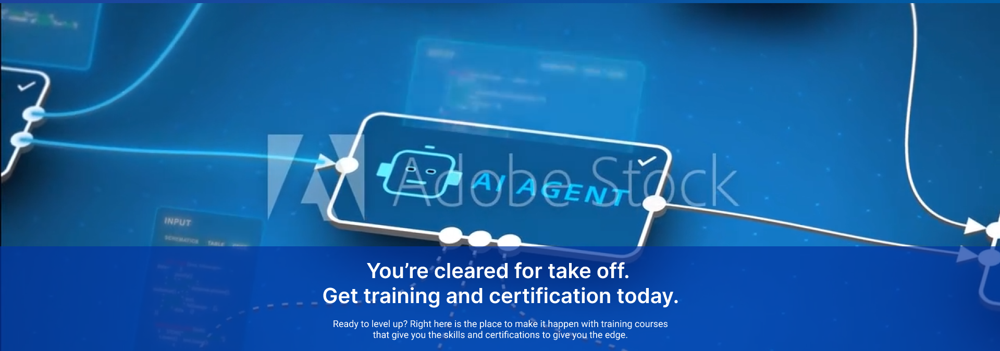 Adobe Stock
AI AGENT
INPUT
SCHEMATICS TABLE
You’re cleared for take off.
Get training and certification today.
Ready to level up? Right here is the place to make it happen with training courses
that give you the skills and certifications to give you the edge.